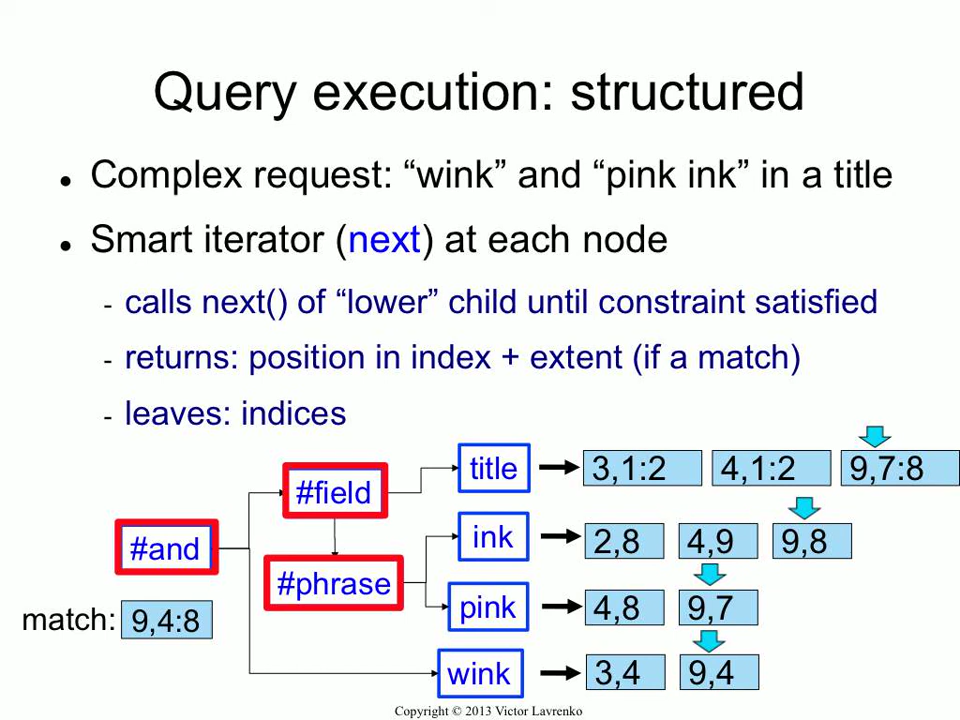 Query execution: structured
● Complex request: “wink” and “pink ink” in a title
● Smart iterator (next) at each node
- calls next() of “lower” child until constraint satisfied
- returns: position in index + extent (if a match)
- leaves: indices
title 3,1:2 4,1:2 9,7:8
#field
ink 2,8 4,9 9,8
#and
#phrase
pink 4,8 9,7
match: 9,4:8
wink 3,4 9,4
Copyright © 2013 Victor Lavrenko